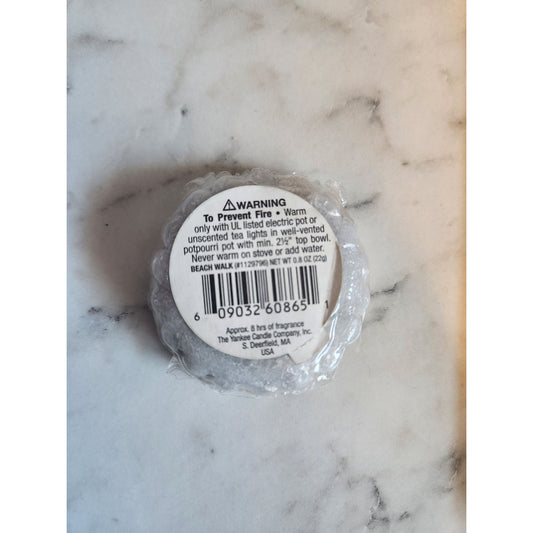 ⚠WARNING
To Prevent Fire • Warm
only with UL listed electric pot or
unscented tea lights in well-vented
potpourri pot with min. 2½" top bowl.
Never warm on stove or add water.
BEACH WALK (#1129796) NET WT 0.8 OZ (22g)
6 09032 60865 1
Approx. 8 hrs of fragrance
The Yankee Candle Company, Inc.
S. Deerfield, MA
USA